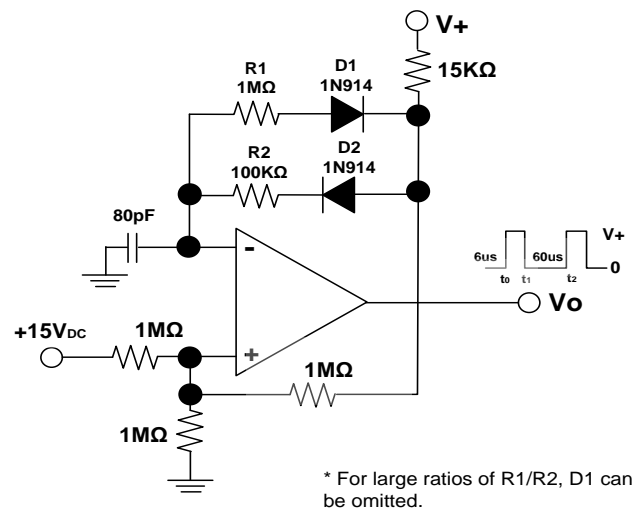 V+
15KΩ
R1
1MΩ
D1
1N914
R2
100KΩ
D2
1N914
80pF
-
+
+15VDC
1MΩ
1MΩ
1MΩ
6us
60us
V+
0
t0
t1
t2
Vo
* For large ratios of R1/R2, D1 can
be omitted.